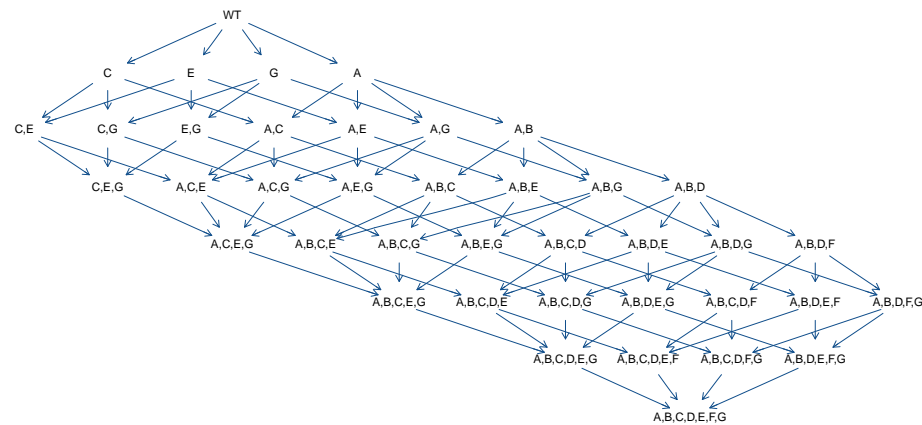 WT
C E G A
C,E C,G E,G A,C A,E A,G A,B
C,E,G A,C,E A,C,G A,E,G A,B,C A,B,E A,B,G A,B,D
A,C,E,G A,B,C,E A,B,C,G A,B,E,G A,B,C,D A,B,D,E A,B,D,G A,B,D,F
A,B,C,E,G A,B,C,D,E A,B,C,D,G A,B,D,E,G A,B,C,D,F A,B,D,E,F A,B,D,F,G
A,B,C,D,E,G A,B,C,D,E,F A,B,C,D,F,G A,B,D,E,F,G
A,B,C,D,E,F,G